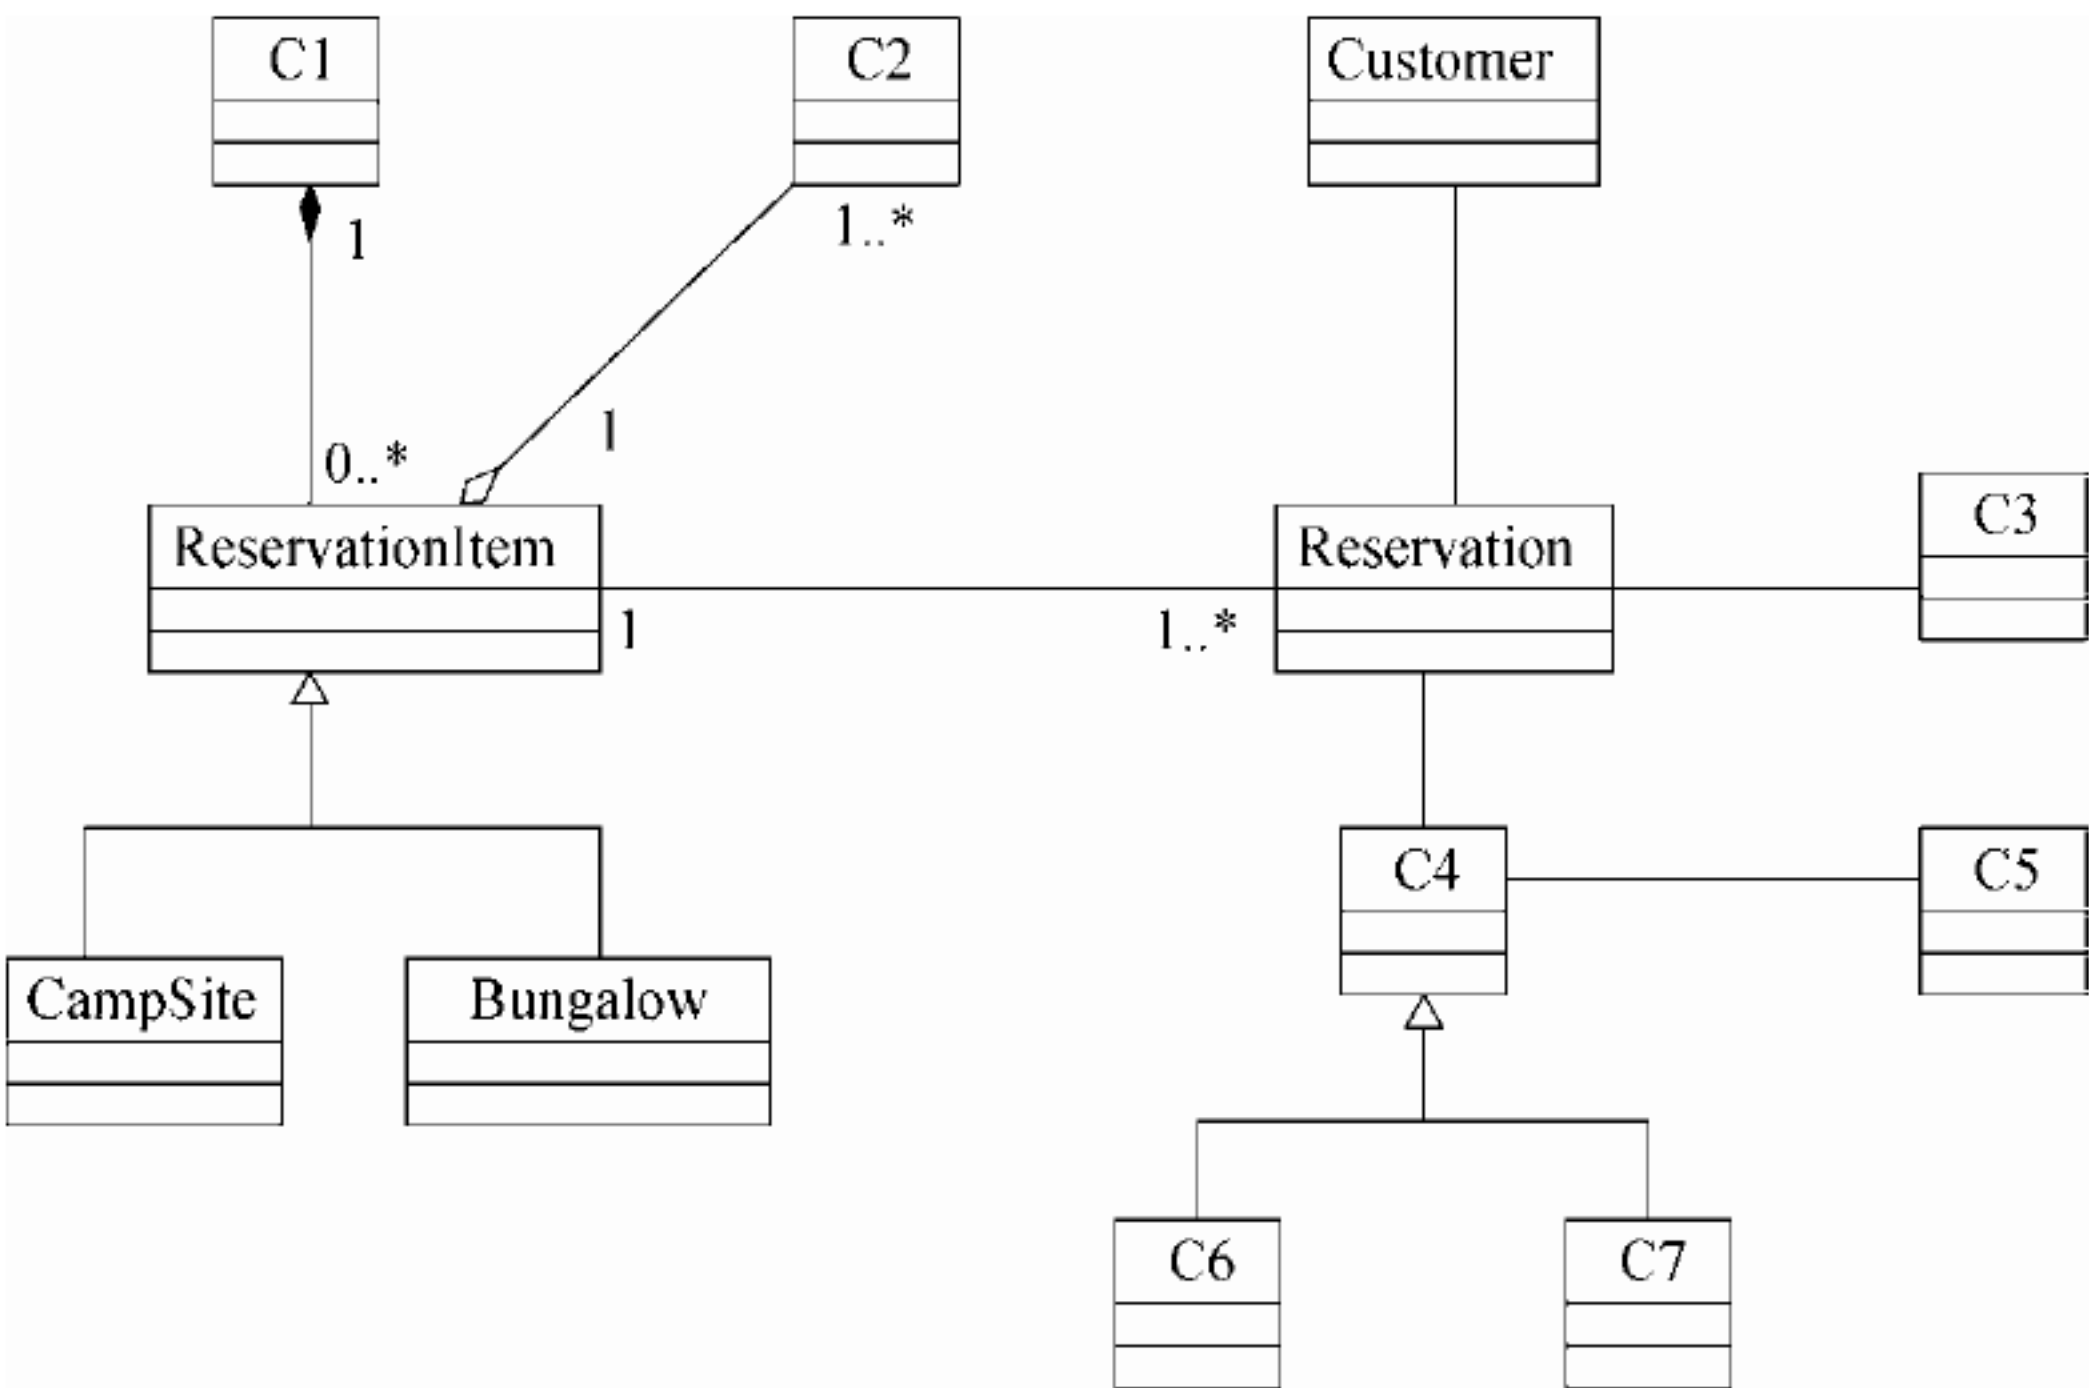 C1
C2
Customer
1
1..*
1
0..*
ReservationItem
Reservation
C3
1
1..*
C4
C5
CampSite
Bungalow
C6
C7